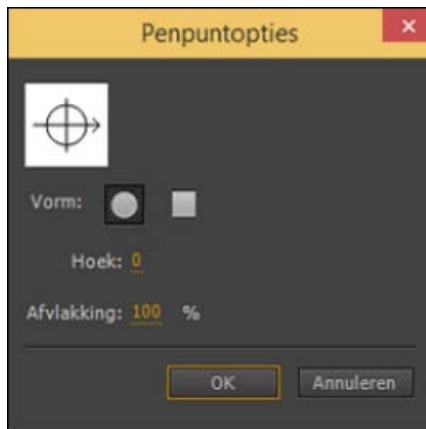 Penpuntopties
Vorm:
Hoek: 0
Afvlakking: 100 %
OK Annuleren